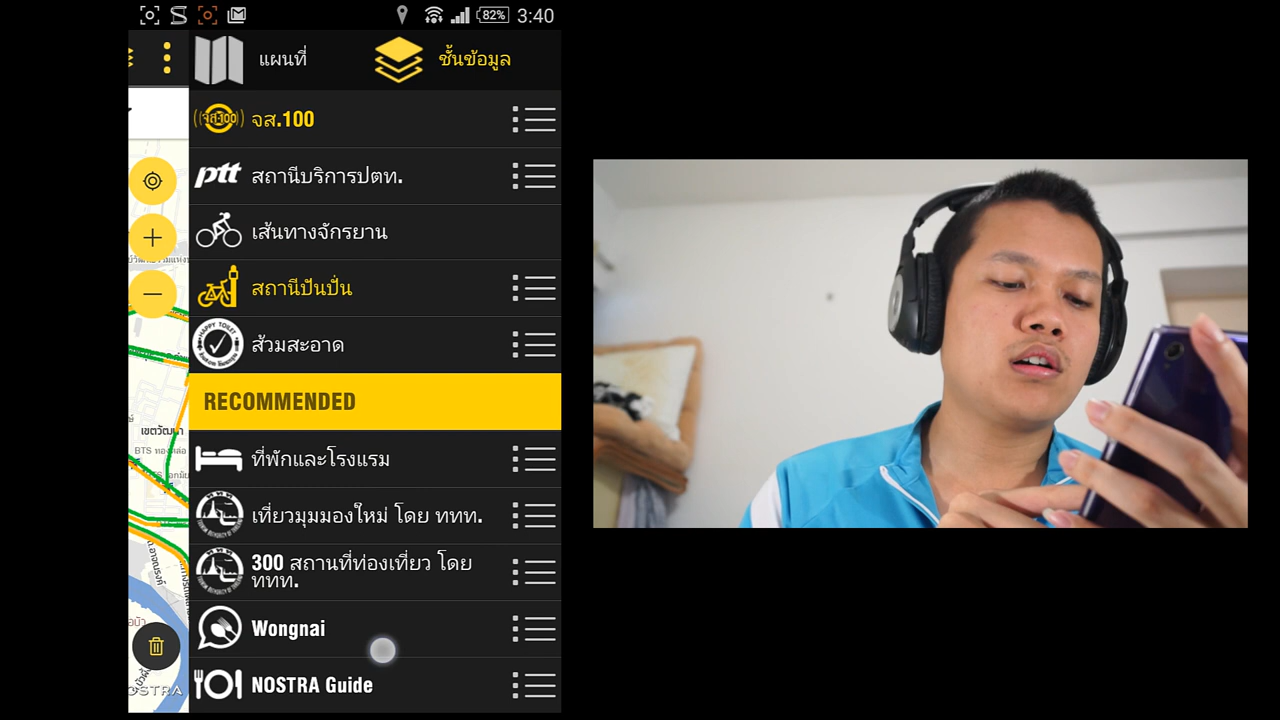 82% 3:40
แผนที่ ชั้นข้อมูล
จส.100 จส.100
ptt สถานีบริการปตท.
เส้นทางจักรยาน
สถานีปันปั่น
HAPPY TOILET
ส้วมสะอาด
RECOMMENDED
เขตวัฒนา
ที่พักและโรงแรม
เที่ยวมุมมองใหม่ โดย ททท.
300 สถานที่ท่องเที่ยว โดย
ททท.
Wongnai
NOSTRA Guide
NOSTRA